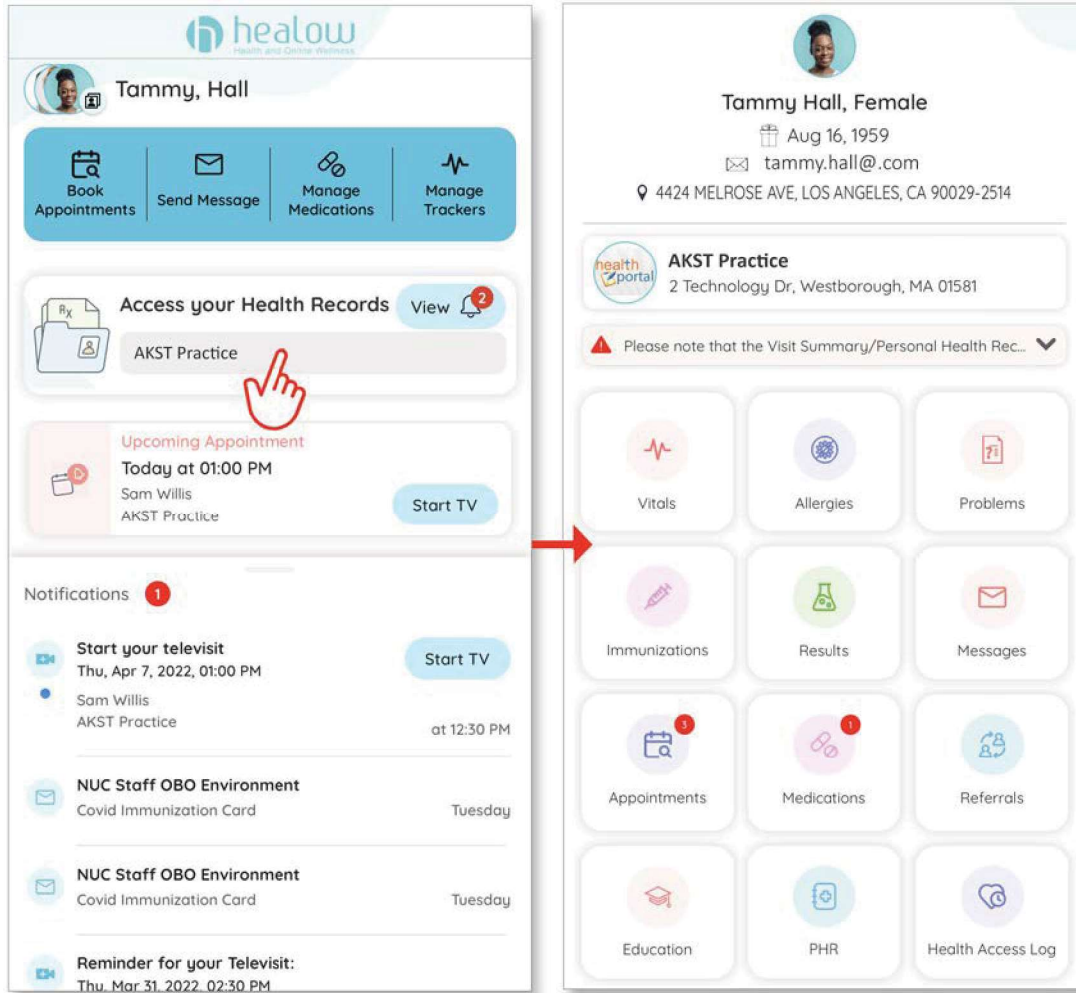 healow
Health and Online Wellness
Tammy, Hall
Book Appointments
Send Message
Manage Medications
Manage Trackers
Access your Health Records
View
2
Rx
AKST Practice
Upcoming Appointment
Today at 01:00 PM
Sam Willis
AKST Practice
Start TV
Notifications 1
Start your televisit
Thu, Apr 7, 2022, 01:00 PM
Start TV
Sam Willis
AKST Practice
at 12:30 PM
NUC Staff OBO Environment
Covid Immunization Card
Tuesday
NUC Staff OBO Environment
Covid Immunization Card
Tuesday
Reminder for your Televisit:
Thu, Mar 31, 2022, 02:30 PM
Tammy Hall, Female
Aug 16, 1959
tammy.hall@.com
4424 MELROSE AVE, LOS ANGELES, CA 90029-2514
health portal
AKST Practice
2 Technology Dr, Westborough, MA 01581
Please note that the Visit Summary/Personal Health Rec...
Vitals
Allergies
Problems
Immunizations
Results
Messages
3
Appointments
1
Medications
Referrals
Education
PHR
Health Access Log